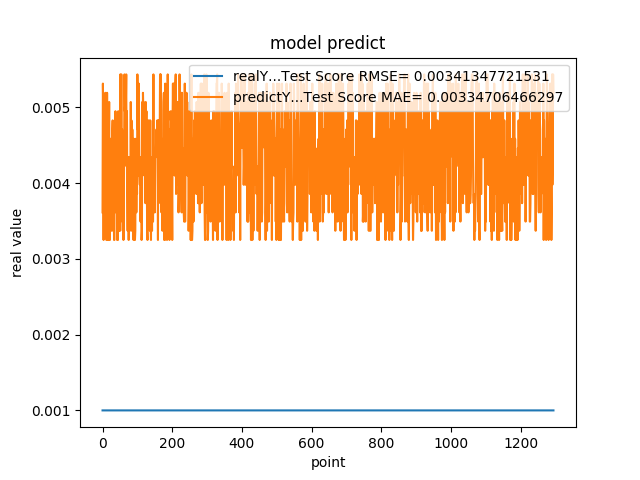 model predict
realY...Test Score RMSE= 0.00341347721531
predictY...Test Score MAE= 0.00334706466297
0.005
0.004
0.003
0.002
0.001
real value
0 200 400 600 800 1000 1200
point